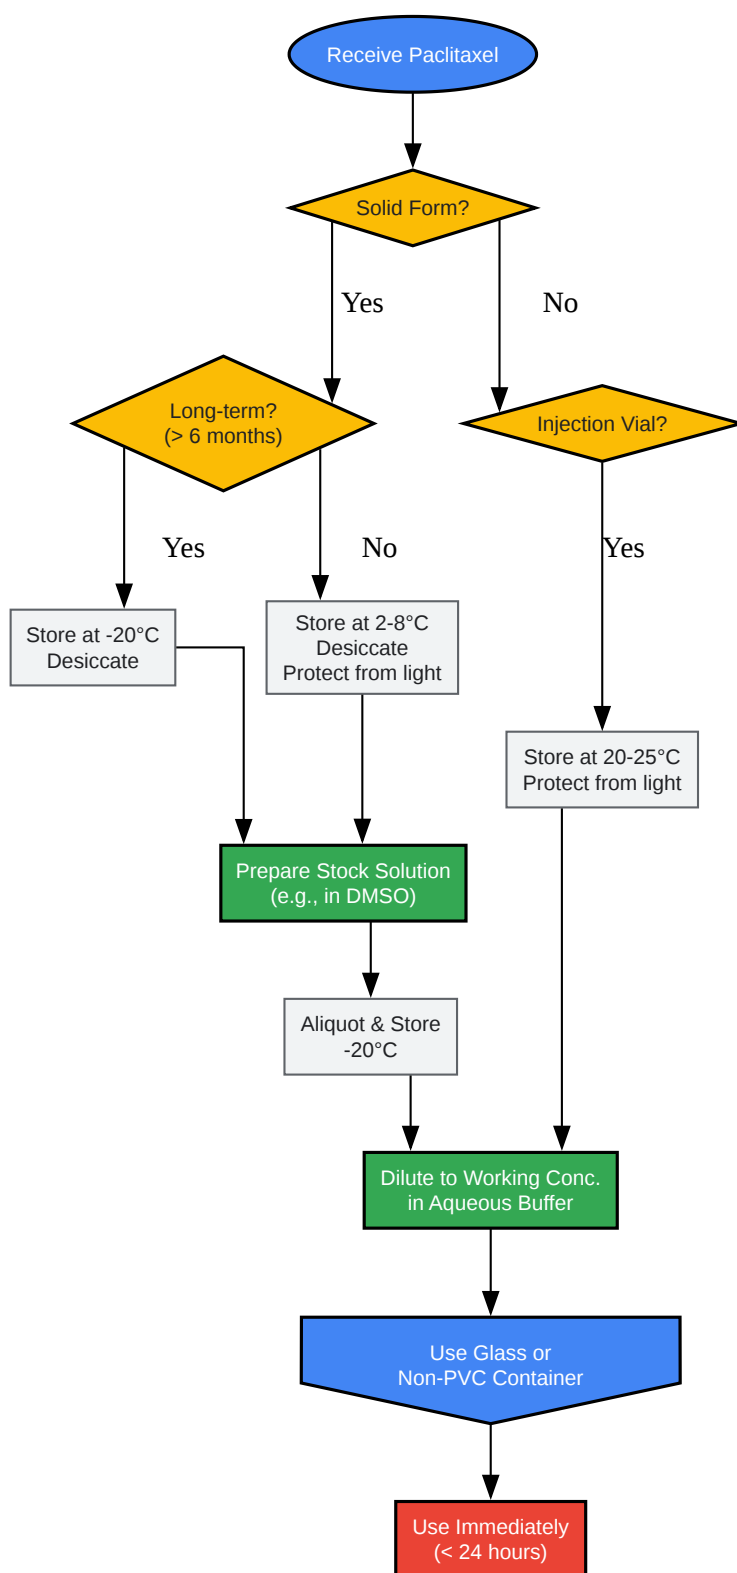 Receive Paclitaxel
Solid Form?
Yes
No
Long-term?
(> 6 months)
Injection Vial?
Yes
No
Yes
Store at -20°C
Desiccate
Store at 2-8°C
Desiccate
Protect from light
Store at 20-25°C
Protect from light
Prepare Stock Solution
(e.g., in DMSO)
Aliquot & Store
-20°C
Dilute to Working Conc.
in Aqueous Buffer
Use Glass or
Non-PVC Container
Use Immediately
(< 24 hours)